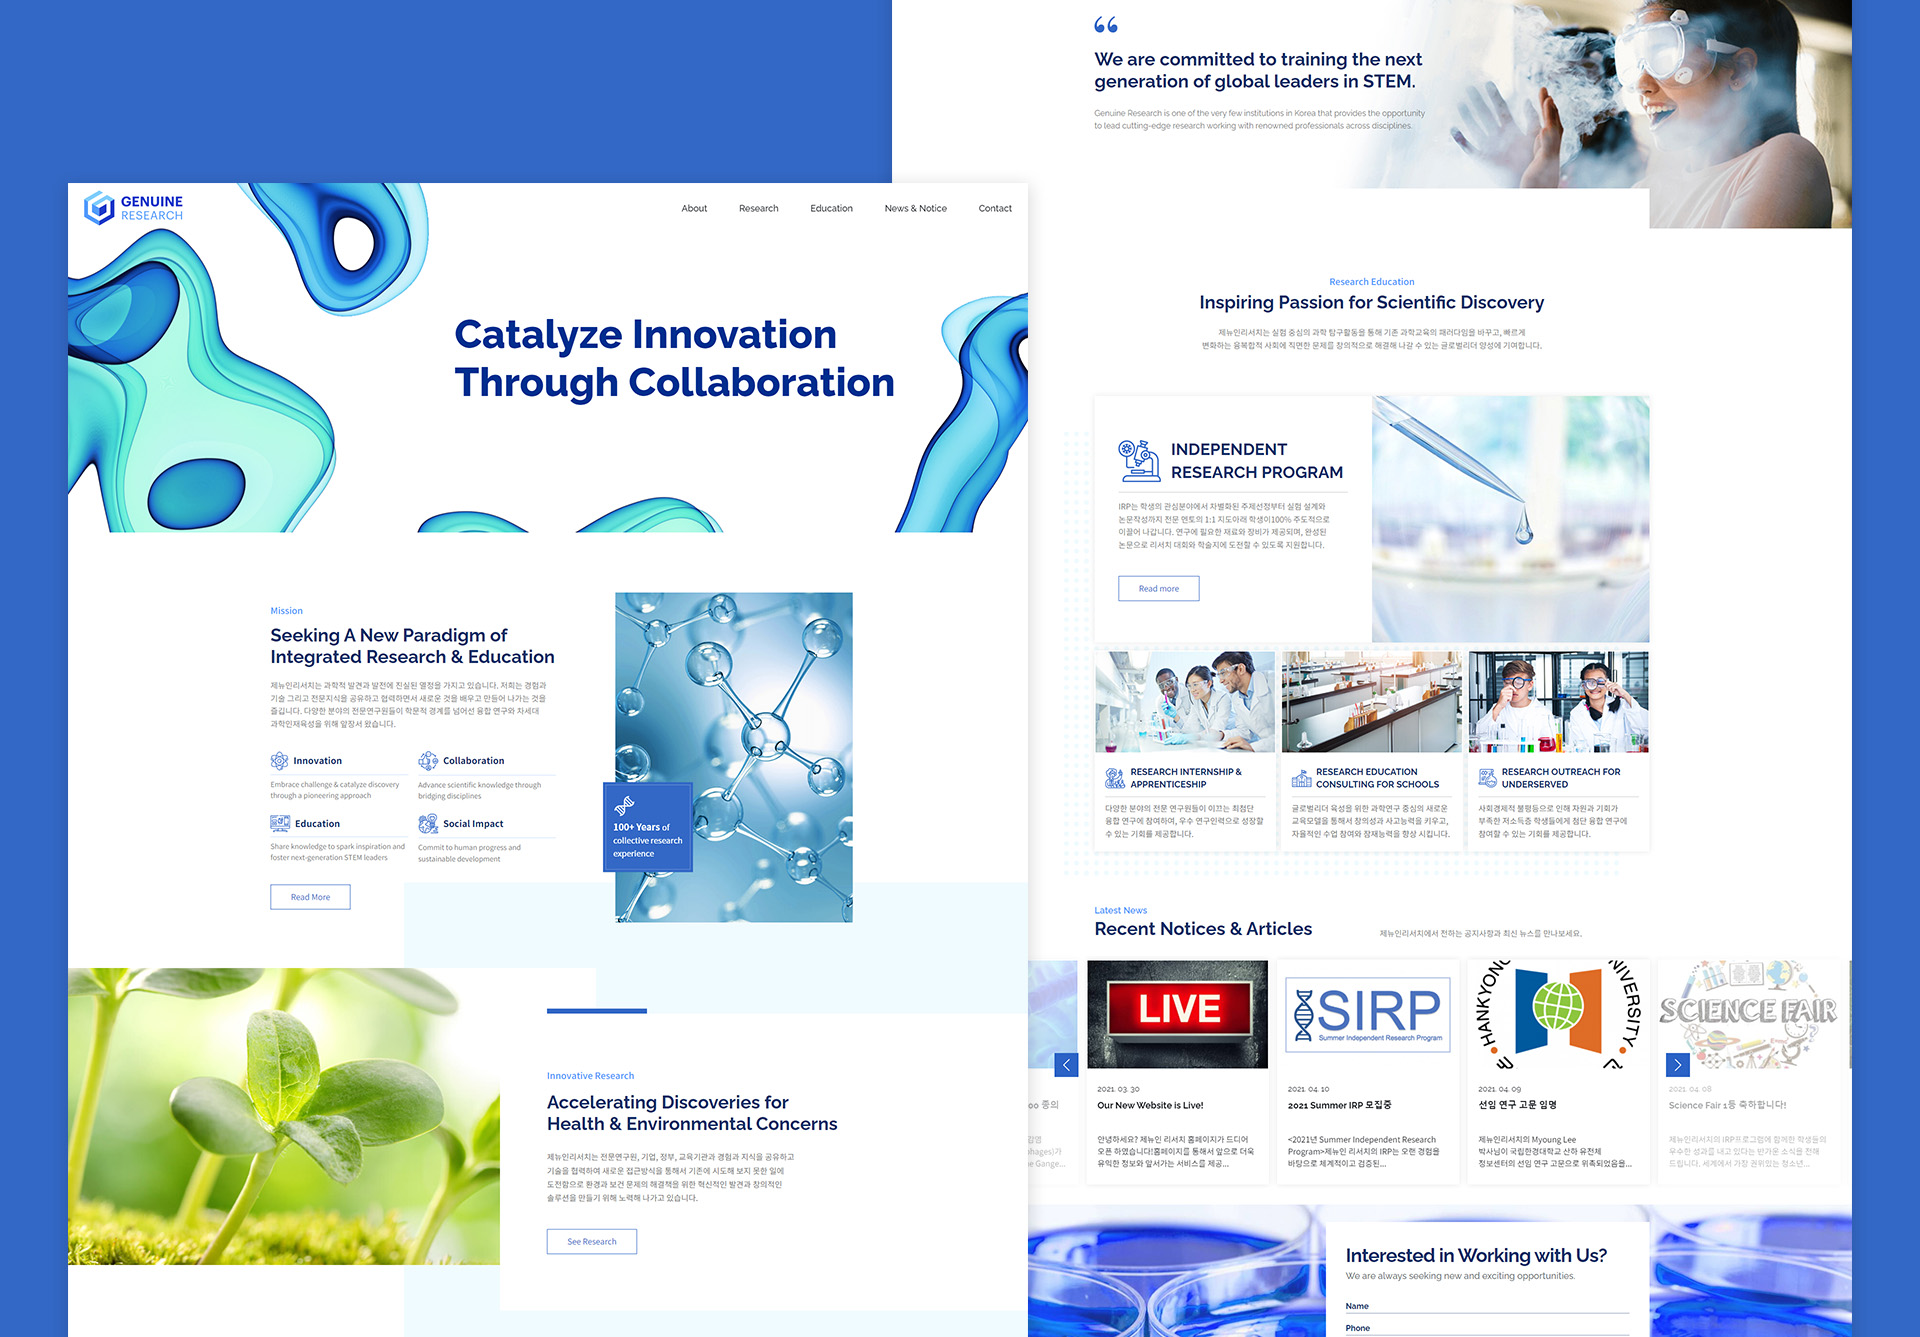 GENUINE
RESEARCH
About
Research
Education
News & Notice
Contact
Catalyze Innovation
Through Collaboration
Mission
Seeking A New Paradigm of
Integrated Research & Education
제뉴인리서치는 과학적 발견과 발전에 진실된 열정을 가지고 있습니다. 저희는 경험과
기술 그리고 전문지식을 공유하고 협력하면서 새로운 것을 배우고 만들어 나가는 것을
즐깁니다. 다양한 분야의 전문연구원들이 학문적 경계를 넘어선 융합 연구와 차세대
과학인재육성을 위해 앞장서 왔습니다.
Innovation
Embrace challenge & catalyze discovery
through a pioneering approach
Collaboration
Advance scientific knowledge through
bridging disciplines
Education
Share knowledge to spark inspiration and
foster next-generation STEM leaders
Social Impact
Commit to human progress and
sustainable development
Read More
100+ Years of
collective research
experience
Innovative Research
Accelerating Discoveries for
Health & Environmental Concerns
제뉴인리서치는 전문연구원, 기업, 정부, 교육기관과 경험과 지식을 공유하고
기술을 협력하여 새로운 접근방식을 통해서 기존에 시도해 보지 못한 일에
도전함으로 환경과 보건 문제의 해결책을 위한 혁신적인 발견과 창의적인
솔루션을 만들기 위해 노력해 나가고 있습니다.
See Research
We are committed to training the next
generation of global leaders in STEM.
Genuine Research is one of the very few institutions in Korea that provides the opportunity
to lead cutting-edge research working with renowned professionals across disciplines.
Research Education
Inspiring Passion for Scientific Discovery
제뉴인리서치는 실험 중심의 과학 탐구활동을 통해 기존 과학교육의 패러다임을 바꾸고, 빠르게
변화하는 융복합적 사회에 직면한 문제를 창의적으로 해결해 나갈 수 있는 글로벌리더 양성에 기여합니다.
INDEPENDENT
RESEARCH PROGRAM
IRP는 학생의 관심분야에서 차별화된 주제선정부터 실험 설계와
논문작성까지 전문 멘토의 1:1 지도아래 학생이100% 주도적으로
이끌어 나갑니다. 연구에 필요한 재료와 장비가 제공되며, 완성된
논문으로 리서치 대회와 학술지에 도전할 수 있도록 지원합니다.
Read more
RESEARCH INTERNSHIP &
APPRENTICESHIP
다양한 분야의 전문 연구원들이 이끄는 최첨단
융합 연구에 참여하여, 우수 연구인력으로 성장할
수 있는 기회를 제공합니다.
RESEARCH EDUCATION
CONSULTING FOR SCHOOLS
글로벌리더 육성을 위한 과학연구 중심의 새로운
교육모델을 통해서 창의성과 사고능력을 키우고,
자율적인 수업 참여와 잠재능력을 향상 시킵니다.
RESEARCH OUTREACH FOR
UNDERSERVED
사회경제적 불평등으로 인해 자원과 기회가
부족한 저소득층 학생들에게 첨단 융합 연구에
참여할 수 있는 기회를 제공합니다.
Latest News
Recent Notices & Articles
제뉴인리서치에서 전하는 공지사항과 최신 뉴스를 만나보세요.
LIVE
2021. 03. 30
Our New Website is Live!
안녕하세요? 제뉴인 리서치 홈페이지가 드디어
오픈 하였습니다!홈페이지를 통해서 앞으로 더욱
유익한 정보와 앞서가는 서비스를 제공...
SIRP
Summer Independent Research Program
2021. 04. 10
2021 Summer IRP 모집중
<2021년 Summer Independent Research
Program>제뉴인 리서치의 IRP는 오랜 경험을
바탕으로 체계적이고 검증된...
HANKYONG
NIVERSITY
2021. 04. 09
선임 연구 고문 임명
제뉴인리서치의 Myoung Lee
박사님이 국립한경대학교 산하 유전체
정보센터의 선임 연구 고문으로 위촉되었음을...
SCIENCE FAIR
2021. 04. 08
Science Fair 1등 축하합니다!
제뉴인리서치의 IRP프로그램에 함께한 학생들의
우수한 성과를 내고 있다는 반가운 소식을 전해
드립니다. 세계에서 가장 권위있는 청소년...
Interested in Working with Us?
We are always seeking new and exciting opportunities.
Name
Phone